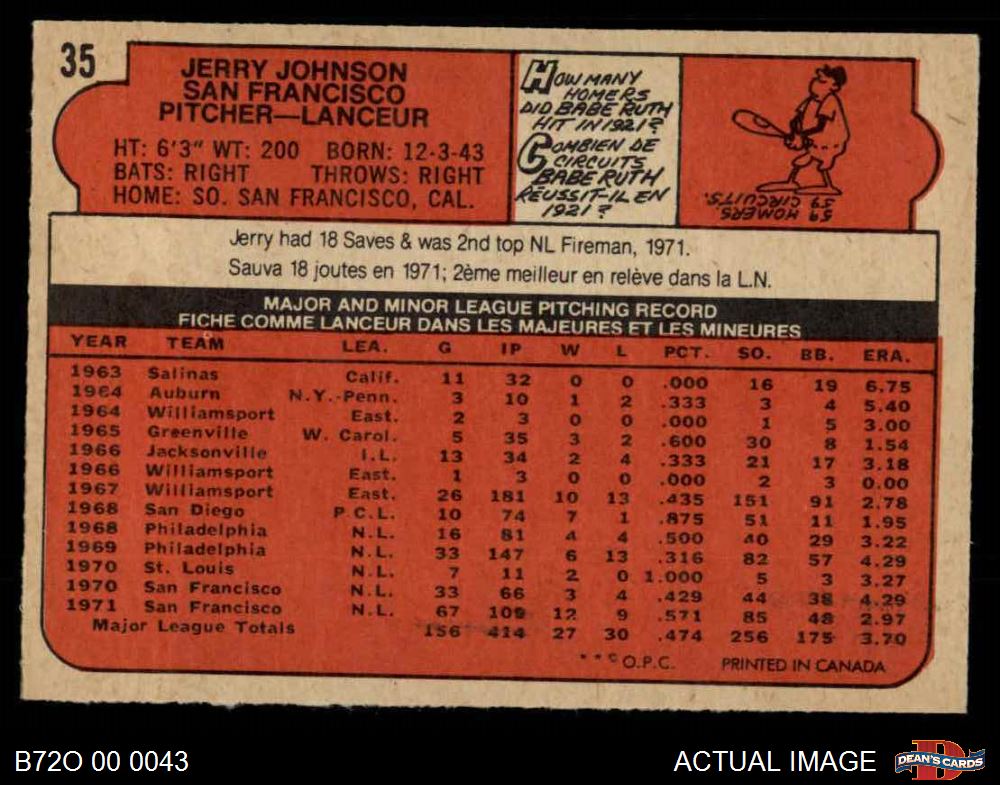 35
JERRY JOHNSON
SAN FRANCISCO
PITCHER—LANCEUR
HT: 6'3" WT: 200 BORN: 12-3-43
BATS: RIGHT THROWS: RIGHT
HOME: SO. SAN FRANCISCO, CAL.
HOW MANY
HOMERS
DID BABE RUTH
HIT IN 1921?
COMBIEN DE
CIRCUITS
BABE RUTH
RÉUSSIT-IL EN
1921?
59 HOMERS
59 CIRCUITS.
Jerry had 18 Saves & was 2nd top NL Fireman, 1971.
Sauva 18 joutes en 1971; 2ème meilleur en relève dans la L.N.
MAJOR AND MINOR LEAGUE PITCHING RECORD
FICHE COMME LANCEUR DANS LES MAJEURES ET LES MINEURES
YEAR TEAM LEA. G IP W L PCT. SO. BB. ERA.
1963 Salinas Calif. 11 32 0 0 .000 16 19 6.75
1964 Auburn N.Y.-Penn. 3 10 1 2 .333 3 4 5.40
1964 Williamsport East. 2 3 0 0 .000 1 5 3.00
1965 Greenville W. Carol. 5 35 3 2 .600 30 8 1.54
1966 Jacksonville I.L. 13 34 2 4 .333 21 17 3.18
1966 Williamsport East. 1 3 0 0 .000 2 3 0.00
1967 Williamsport East. 26 181 10 13 .435 151 91 2.78
1968 San Diego P.C.L. 10 74 7 1 .875 51 11 1.95
1968 Philadelphia N.L. 16 81 4 4 .500 40 29 3.22
1969 Philadelphia N.L. 33 147 6 13 .316 82 57 4.29
1970 St. Louis N.L. 7 11 2 0 1.000 5 3 3.27
1970 San Francisco N.L. 33 66 3 4 .429 44 38 4.29
1971 San Francisco N.L. 67 109 12 9 .571 85 48 2.97
Major League Totals 156 414 27 30 .474 256 175 3.70
**© O.P.C. PRINTED IN CANADA
B72O 00 0043
ACTUAL IMAGE
D
DEAN'S CARDS